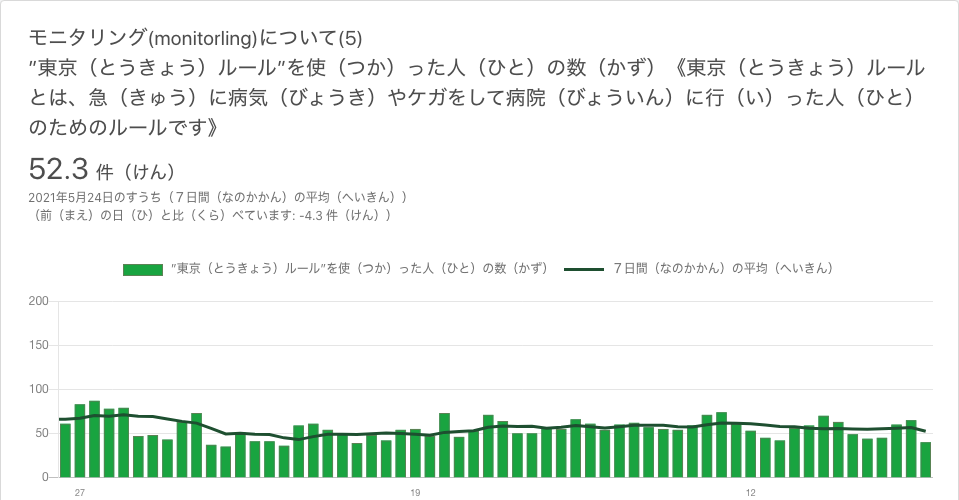 モニタリング(monitorling)について(5)
”東京（とうきょう）ルール”を使（つか）った人（ひと）の数（かず）《東京（とうきょう）ルール
とは、急（きゅう）に病気（びょうき）やケガをして病院（びょういん）に行（い）った人（ひと）
のためのルールです》
52.3 件（けん）
2021年5月24日のすうち（７日間（なのかかん）の平均（へいきん））
（前（まえ）の日（ひ）と比（くら）べています: -4.3 件（けん））
”東京（とうきょう）ルール”を使（つか）った人（ひと）の数（かず） ７日間（なのかかん）の平均（へいきん）
200
150
100
50
0
27 19 12